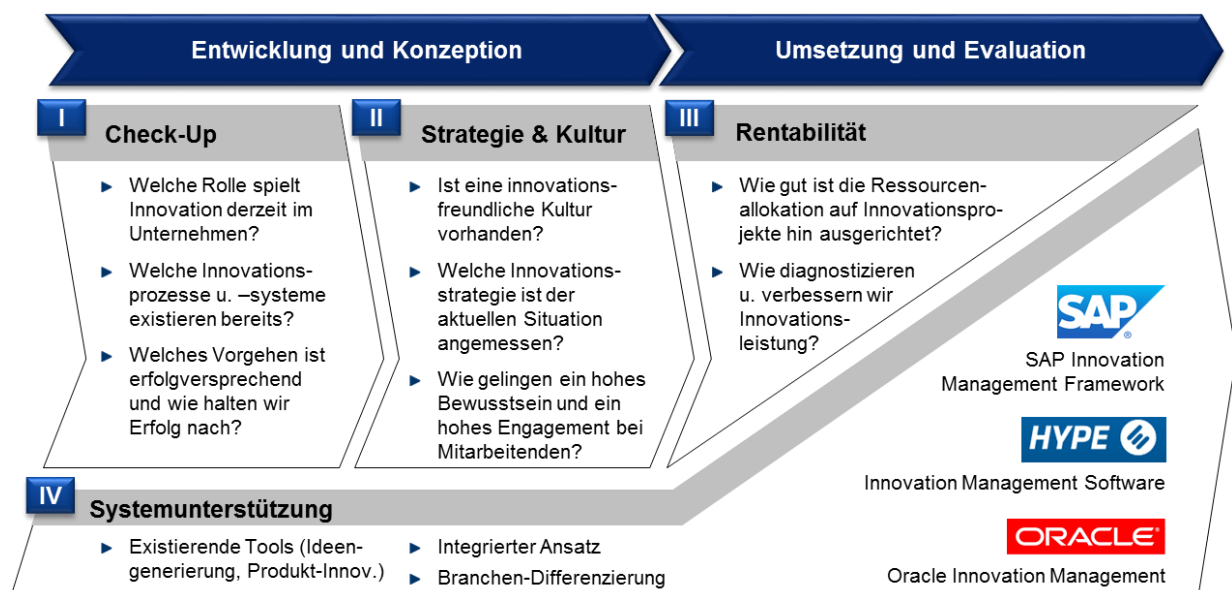 Entwicklung und Konzeption
Umsetzung und Evaluation
I
Check-Up
Welche Rolle spielt
Innovation derzeit im
Unternehmen?
Welche Innovations-
prozesse u. –systeme
existieren bereits?
Welches Vorgehen ist
erfolgversprechend
und wie halten wir
Erfolg nach?
II
Strategie & Kultur
Ist eine innovations-
freundliche Kultur
vorhanden?
Welche Innovations-
strategie ist der
aktuellen Situation
angemessen?
Wie gelingen ein hohes
Bewusstsein und ein
hohes Engagement bei
Mitarbeitenden?
III
Rentabilität
Wie gut ist die Ressourcen-
allokation auf Innovationspro-
jekte hin ausgerichtet?
Wie diagnostizieren
u. verbessern wir
Innovations-
leistung?
IV
Systemunterstützung
Existierende Tools (Ideen-
generierung, Produkt-Innov.)
Integrierter Ansatz
Branchen-Differenzierung
SAP®
SAP Innovation
Management Framework
HYPE
Innovation Management Software
ORACLE®
Oracle Innovation Management